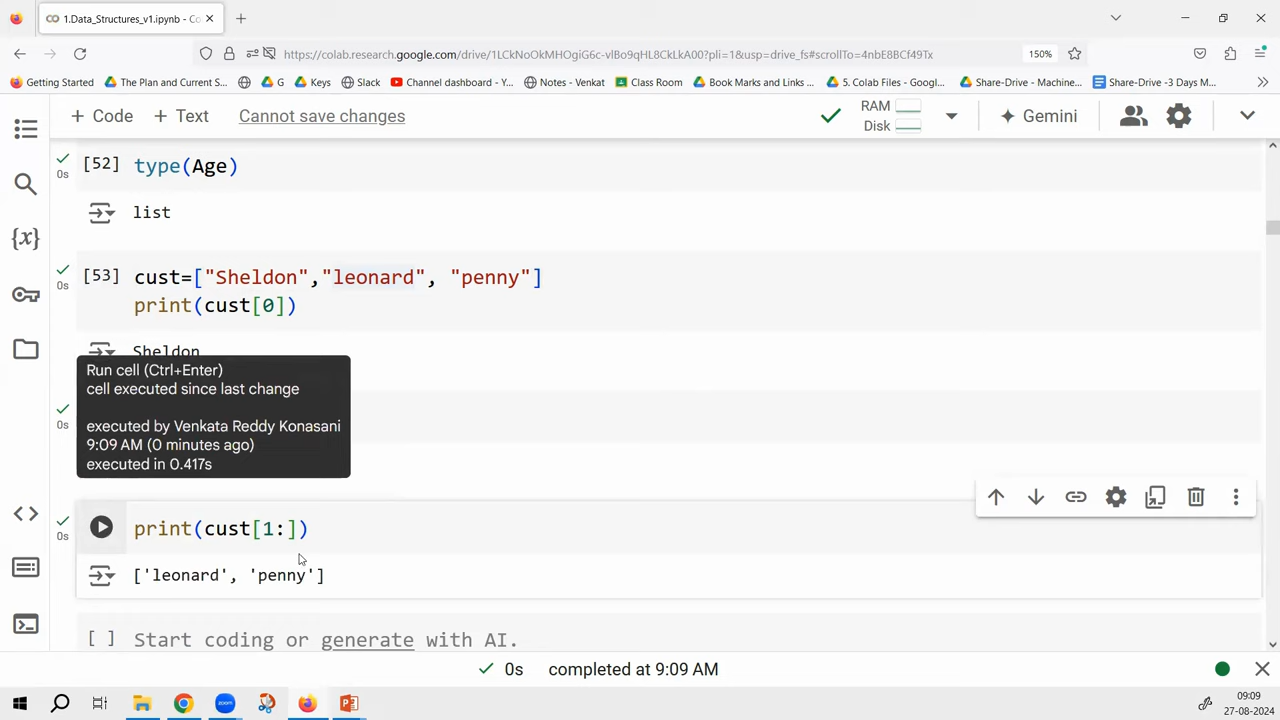 1.Data_Structures_v1.ipynb - Co
https://colab.research.google.com/drive/1LCkNoOkMHOgiG6c-vlBo9qHL8CkLkA00?pli=1&usp=drive_fs#scrollTo=4nbE8BCf49Tx
150%
Getting Started
The Plan and Current S…
G
Keys
Slack
Channel dashboard - Y…
Notes - Venkat
Class Room
Book Marks and Links …
5. Colab Files - Googl…
Share-Drive - Machine…
Share-Drive -3 Days M…
+ Code
+ Text
Cannot save changes
RAM
Disk
Gemini
[52] type(Age)
0s
list
[53] cust=["Sheldon","leonard", "penny"]
0s
print(cust[0])
Sheldon
Run cell (Ctrl+Enter)
cell executed since last change
executed by Venkata Reddy Konasani
9:09 AM (0 minutes ago)
executed in 0.417s
0s
print(cust[1:])
0s
['leonard', 'penny']
[ ] Start coding or generate with AI.
{x}
0s completed at 9:09 AM
zoom
09:09
27-08-2024